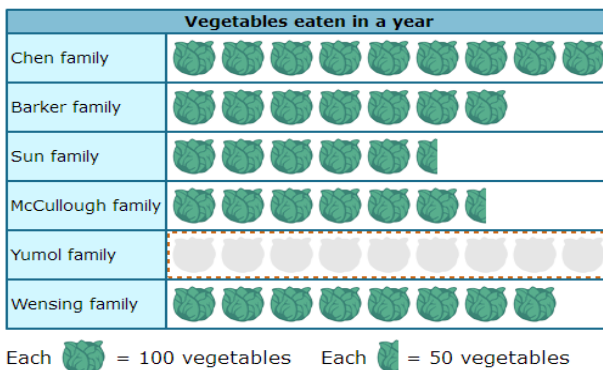 Vegetables eaten in a year
Chen family
Barker family
Sun family
McCullough family
Yumol family
Wensing family
Each = 100 vegetables Each = 50 vegetables